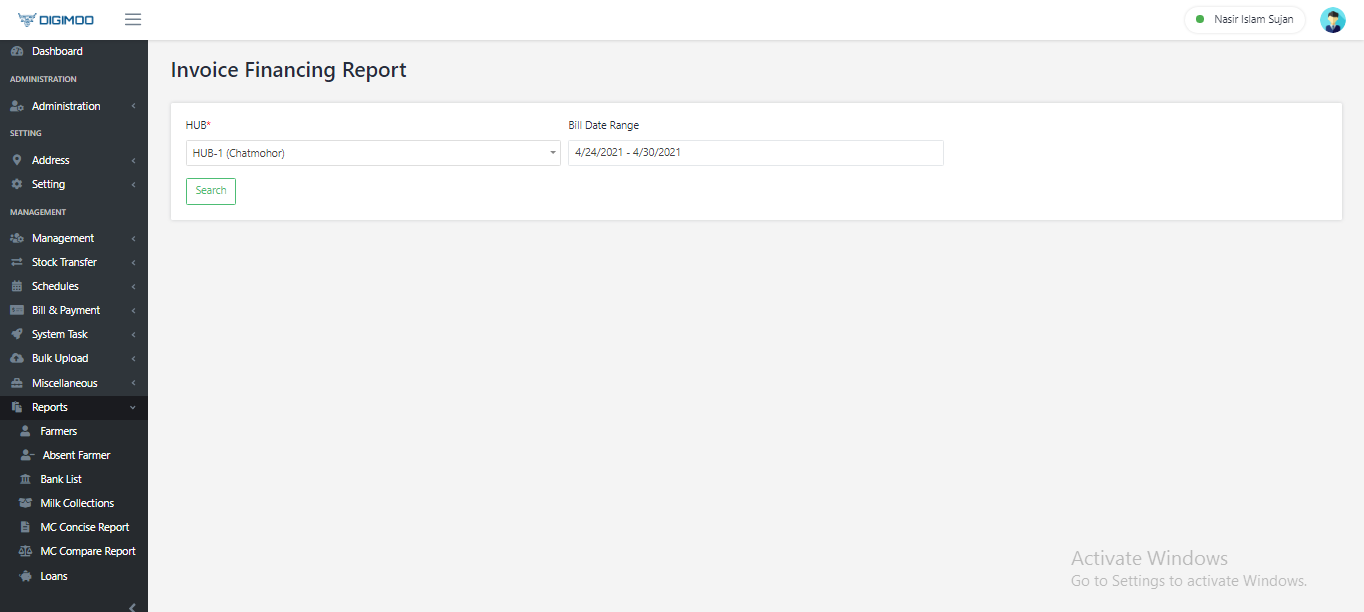 DIGIMOO
Nasir Islam Sujan
Dashboard
ADMINISTRATION
Administration
SETTING
Address
Setting
MANAGEMENT
Management
Stock Transfer
Schedules
Bill & Payment
System Task
Bulk Upload
Miscellaneous
Reports
Farmers
Absent Farmer
Bank List
Milk Collections
MC Concise Report
MC Compare Report
Loans
Invoice Financing Report
HUB* Bill Date Range
HUB-1 (Chatmohor) 4/24/2021 - 4/30/2021
Search
Activate Windows
Go to Settings to activate Windows.